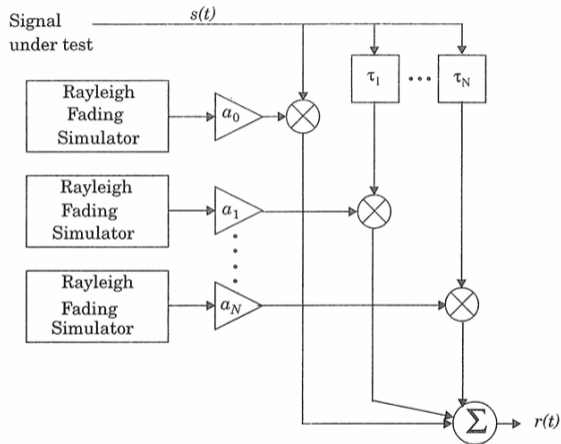 Signal
under test
s(t)
τ1 ••• τN
Rayleigh
Fading
Simulator
a0
Rayleigh
Fading
Simulator
a1
Rayleigh
Fading
Simulator
aN
Σ
r(t)